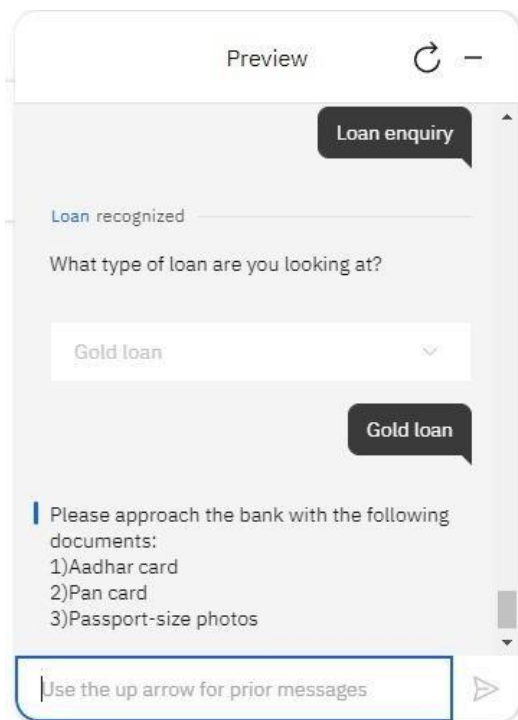 Preview
Loan enquiry
Loan recognized
What type of loan are you looking at?
Gold loan
Gold loan
Please approach the bank with the following
documents:
1)Aadhar card
2)Pan card
3)Passport-size photos
Use the up arrow for prior messages